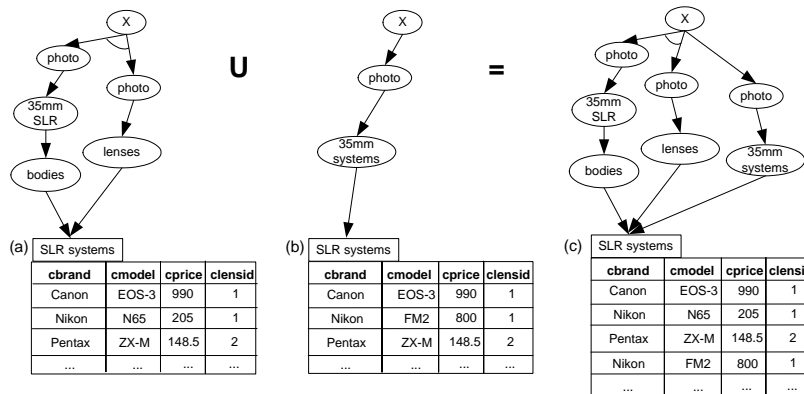 X
photo
photo
35mm
SLR
lenses
bodies
(a)
SLR systems
cbrand cmodel cprice clensid
Canon EOS-3 990 1
Nikon N65 205 1
Pentax ZX-M 148.5 2
... ... ... ...
U
X
photo
35mm
systems
(b)
SLR systems
cbrand cmodel cprice clensid
Canon EOS-3 990 1
Nikon FM2 800 1
Pentax ZX-M 148.5 2
... ... ... ...
=
X
photo
photo
photo
35mm
SLR
lenses
35mm
systems
bodies
(c)
SLR systems
cbrand cmodel cprice clensid
Canon EOS-3 990 1
Nikon N65 205 1
Pentax ZX-M 148.5 2
Nikon FM2 800 1
... ... ... ...